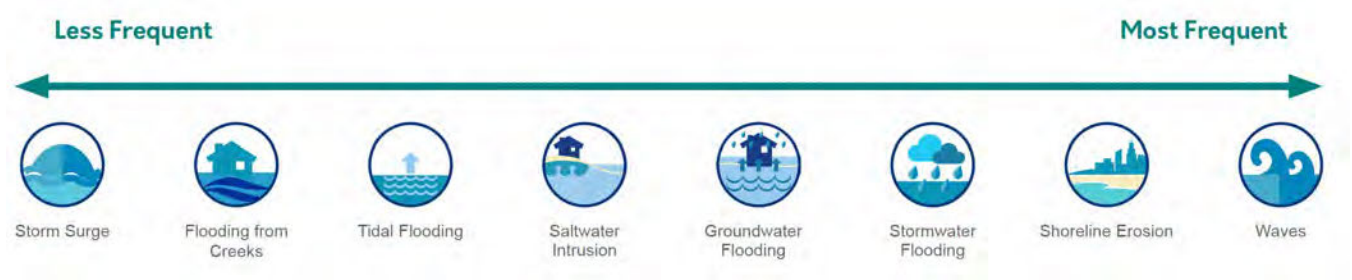 Less Frequent
Most Frequent
Storm Surge
Flooding from
Creeks
Tidal Flooding
Saltwater
Intrusion
Groundwater
Flooding
Stormwater
Flooding
Shoreline Erosion
Waves